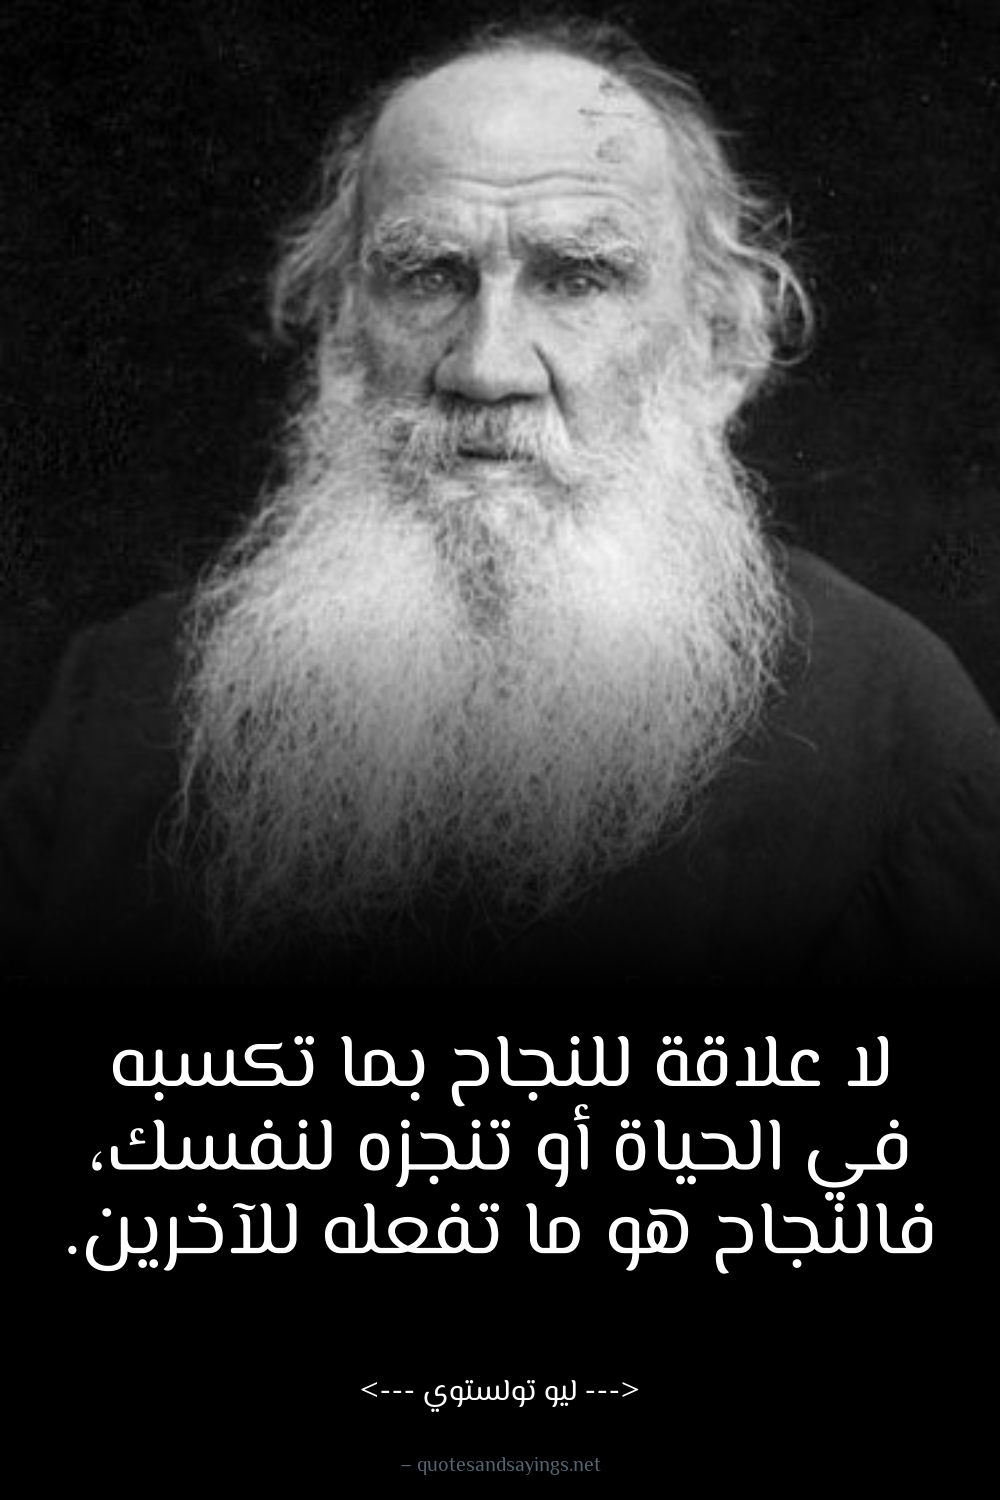 لا علاقة للنجاح بما تكسبه
في الحياة أو تنجزه لنفسك،
فالنجاح هو ما تفعله للآخرين.
<--- ليو تولستوي --->
– quotesandsayings.net